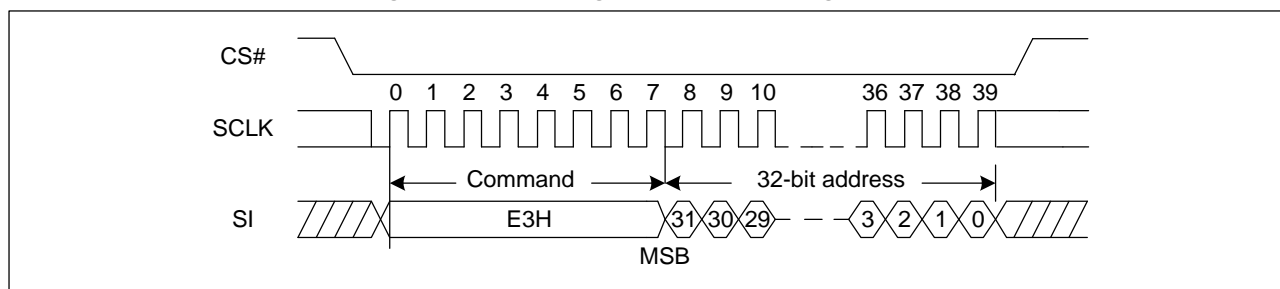 CS#
0 1 2 3 4 5 6 7 8 9 10 36 37 38 39
SCLK
Command 32-bit address
SI E3H 31 30 29 3 2 1 0
MSB